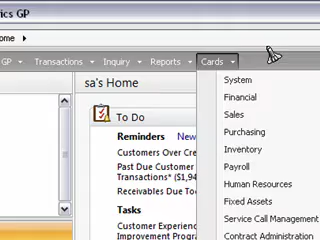 ics GP
ome
GP Transactions Inquiry Reports Cards
sa's Home
To Do
Reminders New
Customers Over Cre
Past Due Customer
Transactions* ($1,94
Receivables Due Too
Tasks
Customer Experienc
Improvement Progra
System
Financial
Sales
Purchasing
Inventory
Payroll
Human Resources
Fixed Assets
Service Call Management
Contract Administration